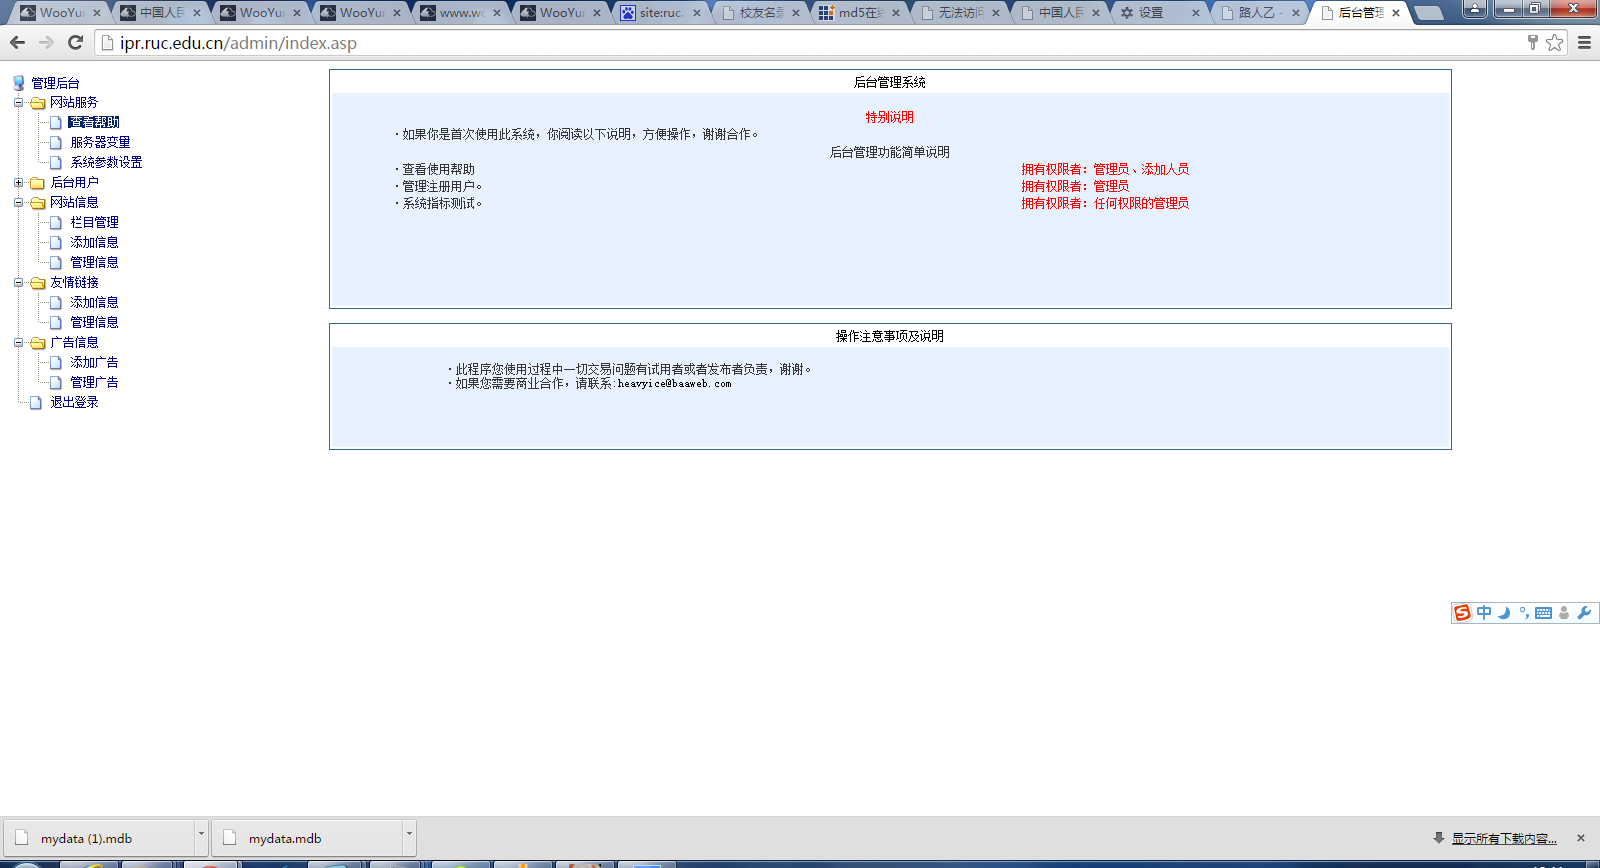 WooYu
中国人民
WooYu
WooYu
www.wo
WooYu
site:ruc.
校友名录
md5在线
无法访问
中国人民
设置
路人乙 -
后台管理
ipr.ruc.edu.cn/admin/index.asp
管理后台
网站服务
查看帮助
服务器变量
系统参数设置
后台用户
网站信息
栏目管理
添加信息
管理信息
友情链接
添加信息
管理信息
广告信息
添加广告
管理广告
退出登录
后台管理系统
特别说明
·如果你是首次使用此系统，你阅读以下说明，方便操作，谢谢合作。
后台管理功能简单说明
·查看使用帮助 拥有权限者：管理员、添加人员
·管理注册用户。 拥有权限者：管理员
·系统指标测试。 拥有权限者：任何权限的管理员
操作注意事项及说明
·此程序您使用过程中一切交易问题有试用者或者发布者负责，谢谢。
·如果您需要商业合作，请联系:heavyice@baaweb.com
中
mydata (1).mdb
mydata.mdb
显示所有下载内容...